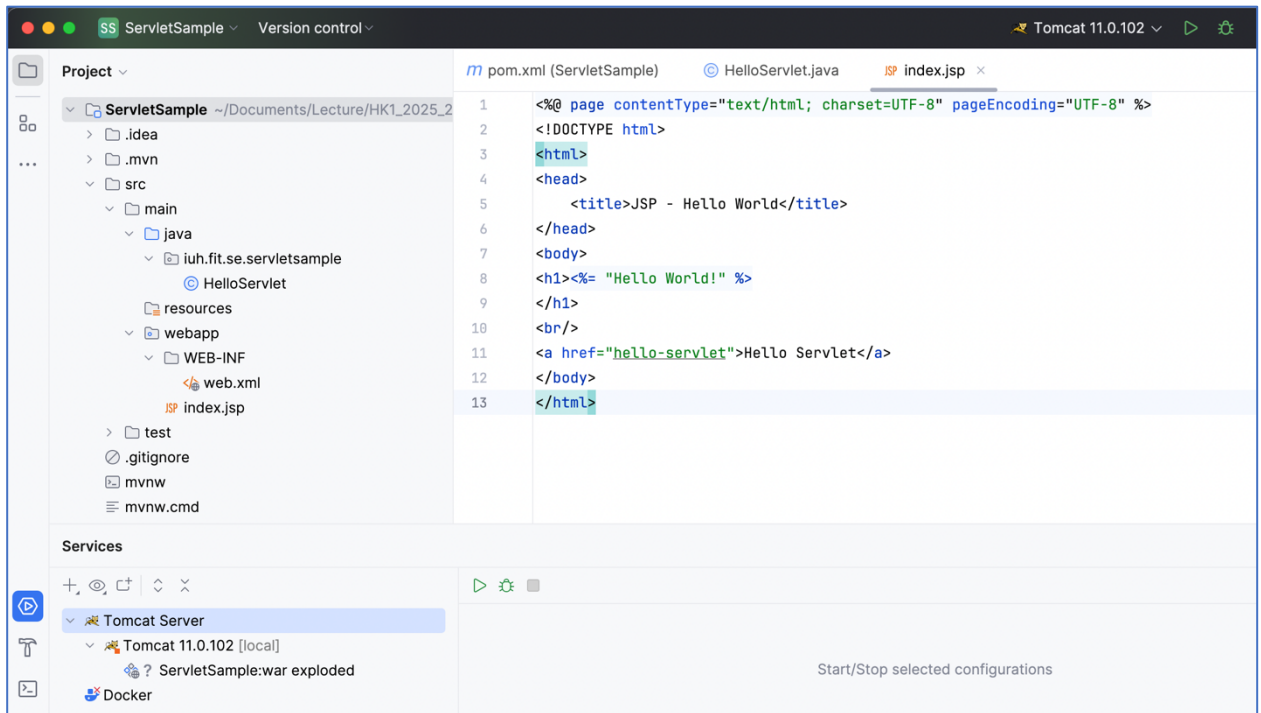 SS ServletSample Version control Tomcat 11.0.102
Project
pom.xml (ServletSample) HelloServlet.java index.jsp
ServletSample ~/Documents/Lecture/HK1_2025_2
.idea
.mvn
src
main
java
iuh.fit.se.servletsample
HelloServlet
resources
webapp
WEB-INF
web.xml
JSP index.jsp
test
.gitignore
mvnw
mvnw.cmd
1 <%@ page contentType="text/html; charset=UTF-8" pageEncoding="UTF-8" %>
2 <!DOCTYPE html>
3 <html>
4 <head>
5 <title>JSP - Hello World</title>
6 </head>
7 <body>
8 <h1><%= "Hello World!" %>
9 </h1>
10 <br/>
11 <a href="hello-servlet">Hello Servlet</a>
12 </body>
13 </html>
Services
Tomcat Server
Tomcat 11.0.102 [local]
? ServletSample:war exploded
Docker
Start/Stop selected configurations